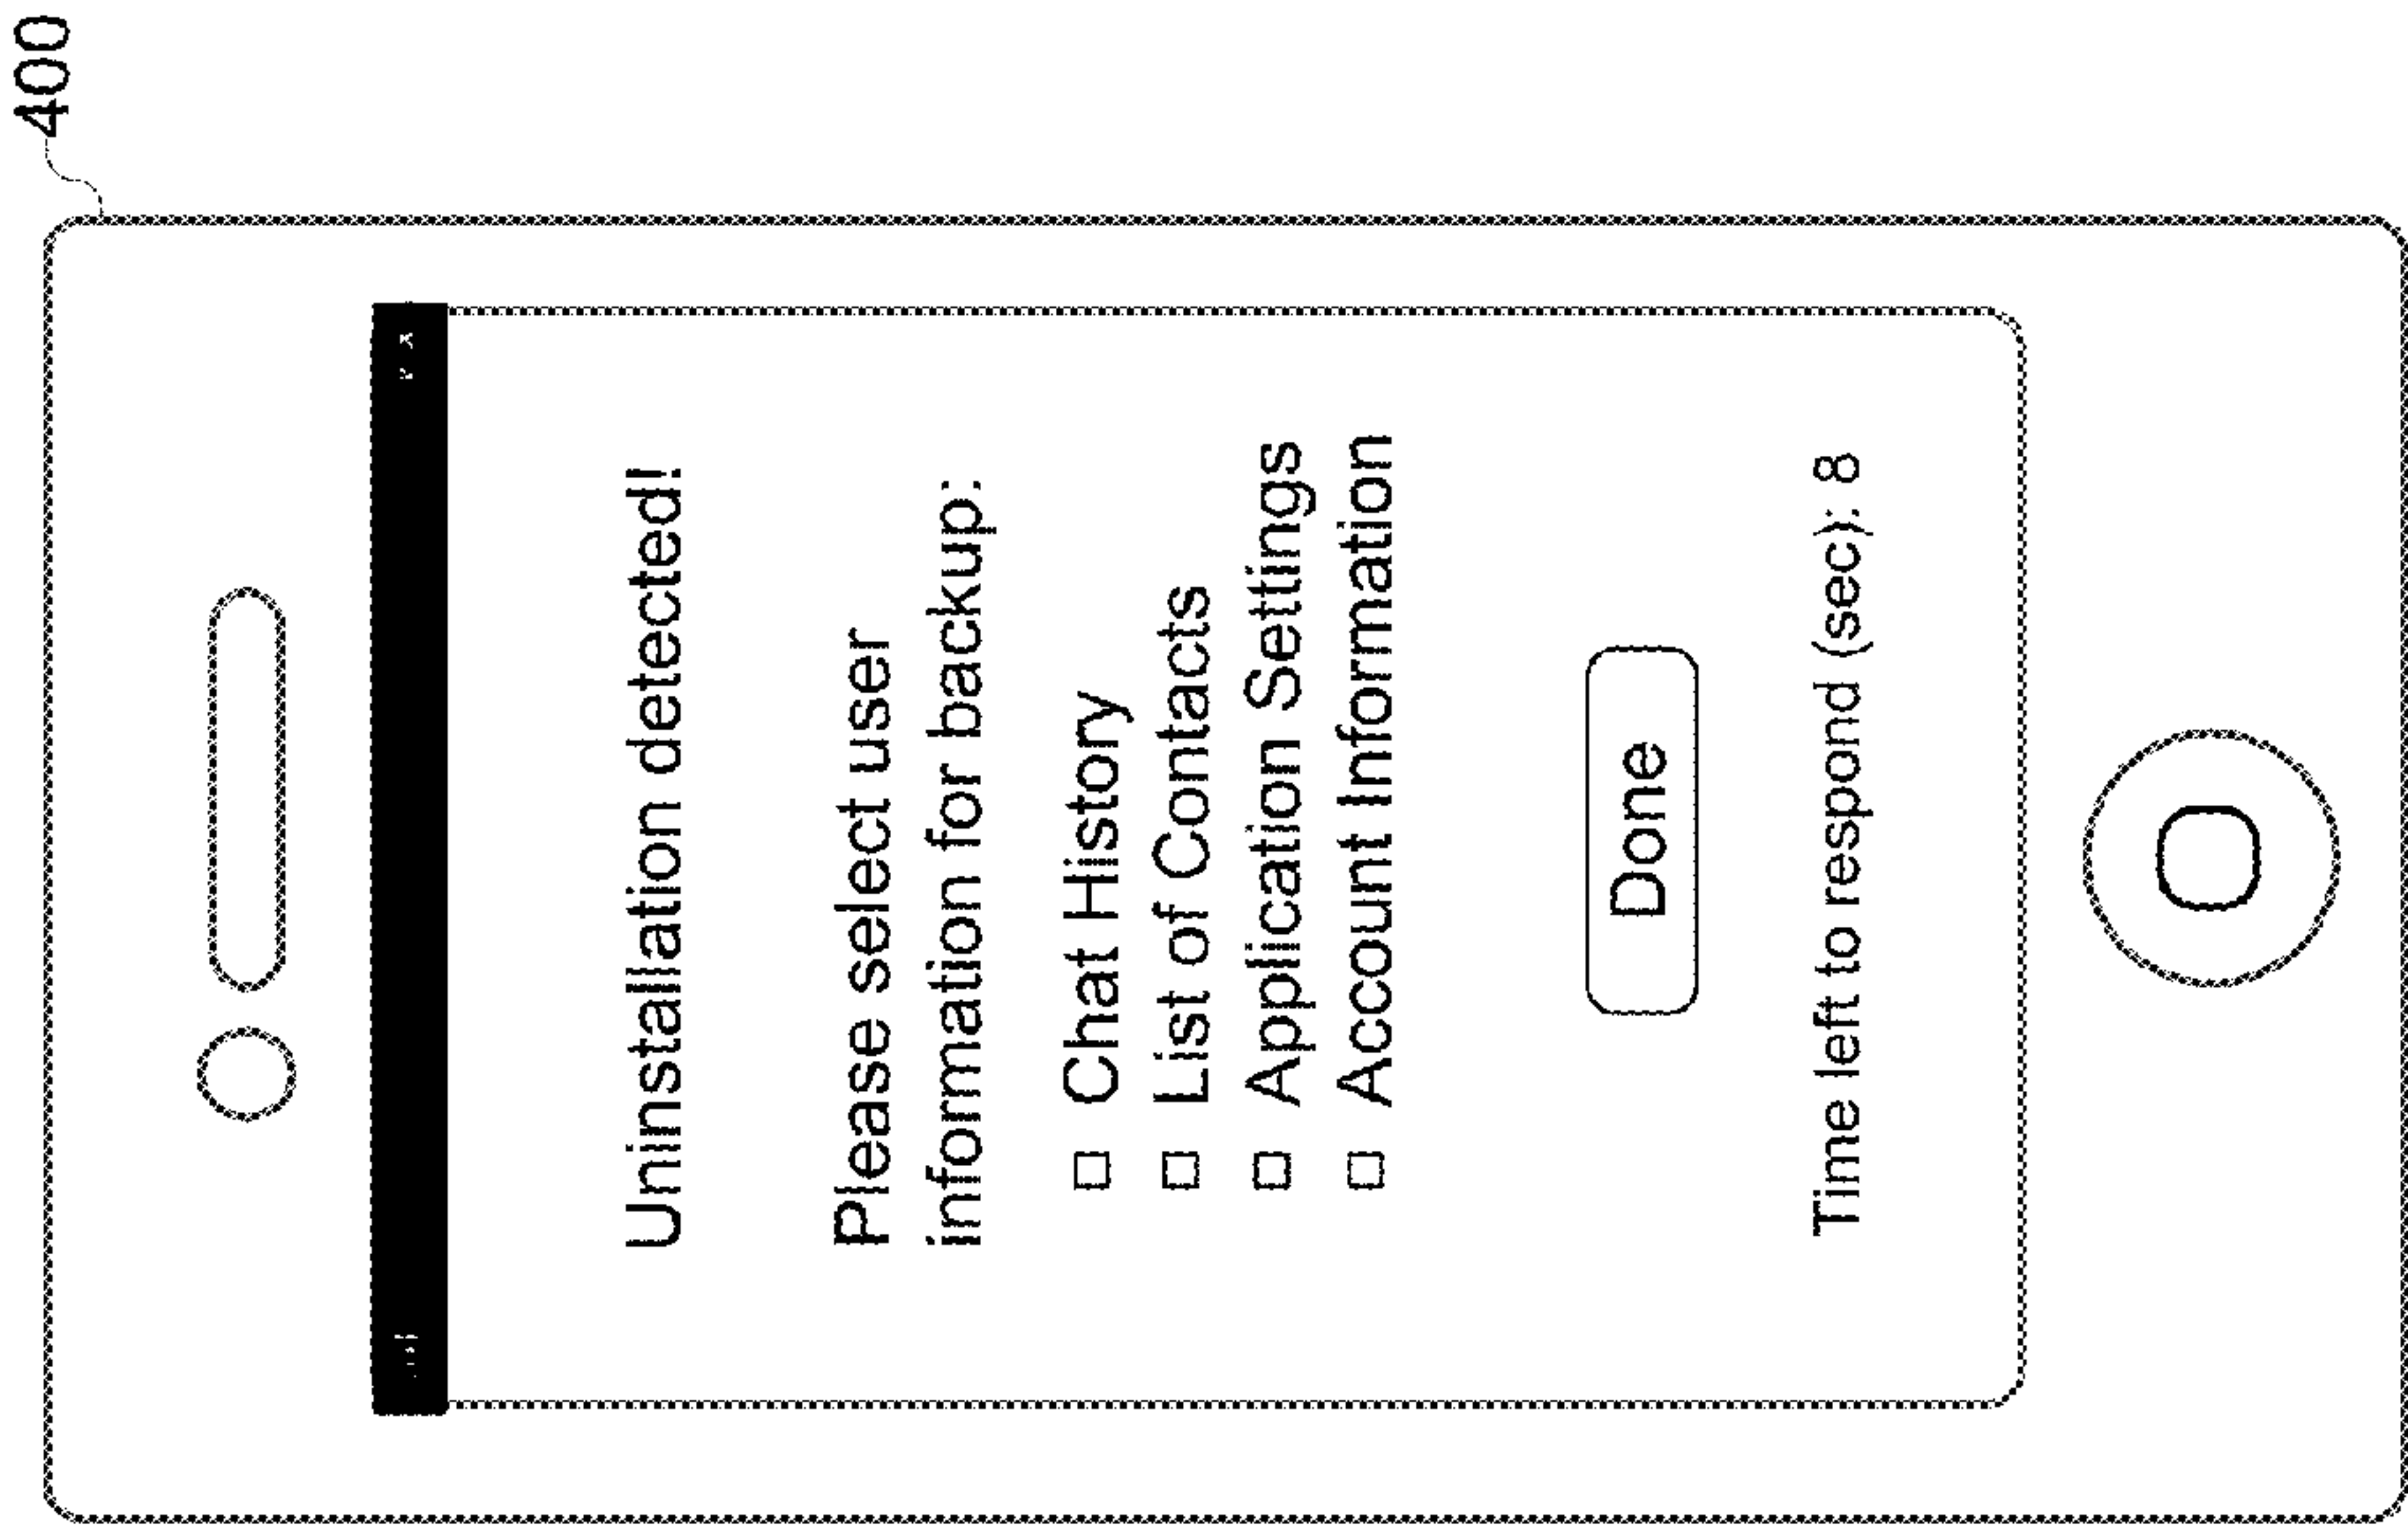 400
Uninstallation detected!
Please select user
information for backup:
Chat History
List of Contacts
Application Settings
Account Information
Done
Time left to respond (sec): 8